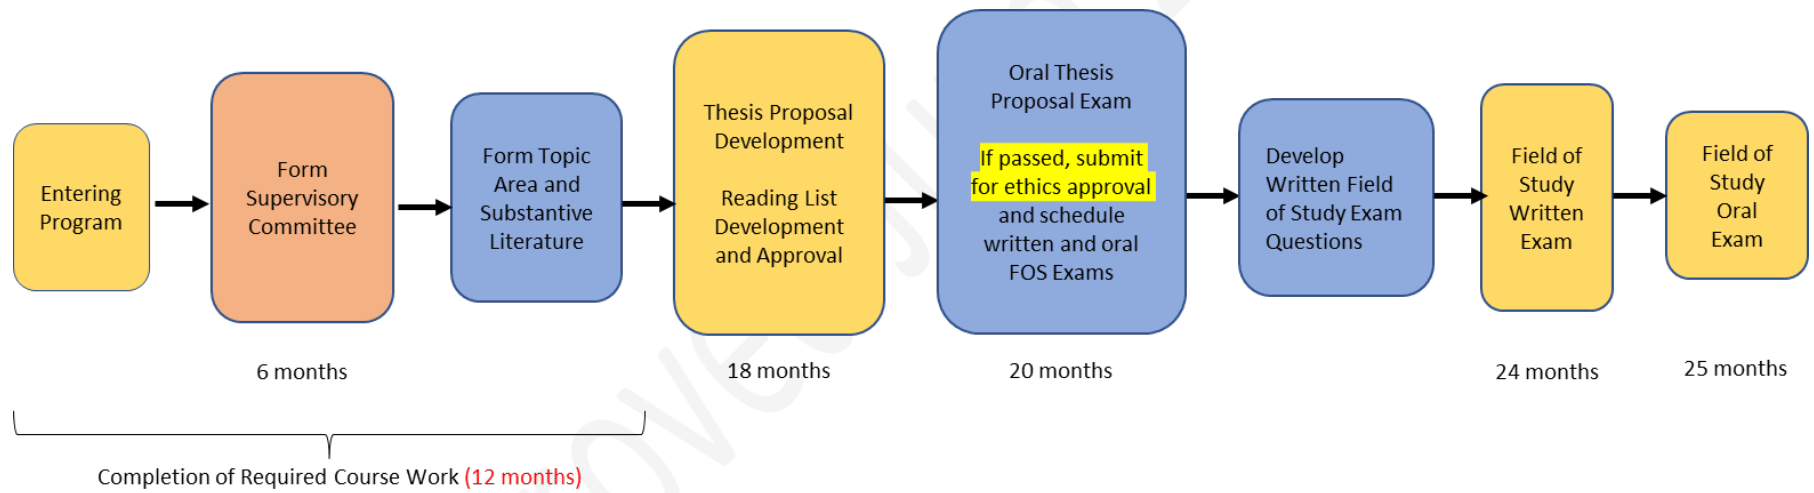 Entering
Program
Form
Supervisory
Committee
Form Topic
Area and
Substantive
Literature
Thesis Proposal
Development
Reading List
Development
and Approval
Oral Thesis
Proposal Exam
If passed, submit
for ethics approval
and schedule
written and oral
FOS Exams
Develop
Written Field
of Study Exam
Questions
Field of
Study
Written
Exam
Field of
Study
Oral
Exam
6 months
18 months
20 months
24 months
25 months
Completion of Required Course Work (12 months)